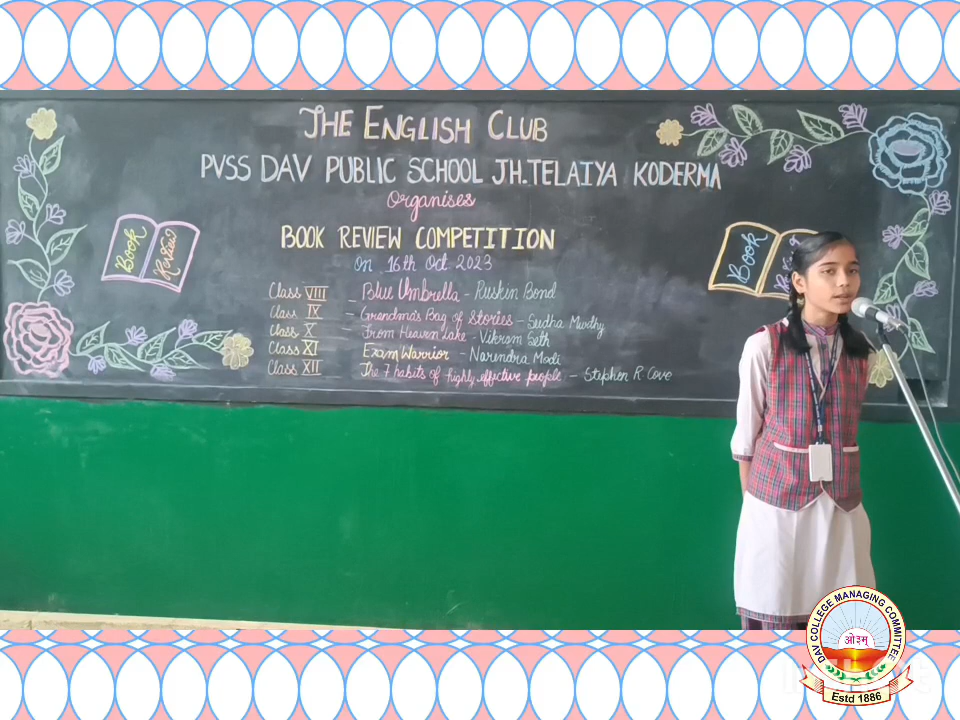 THE ENGLISH CLUB
PVSS DAV PUBLIC SCHOOL JH.TELAIYA KODERMA
Organises
BOOK REVIEW COMPETITION
On 16th Oct 2023
Book Review
Book
Class VIII - Blue Umbrella - Ruskin Bond
Class IX - Grandma's Bag of Stories - Sudha Murthy
Class X From Heaven Lake - Vikram Seth
Class XI Exam Warrior - Narendra Modi
Class XII The 7 habits of highly effective people - Stephen R Cove
DAV COLLEGE MANAGING COMMITTEE
ओ३म्
Estd 1886